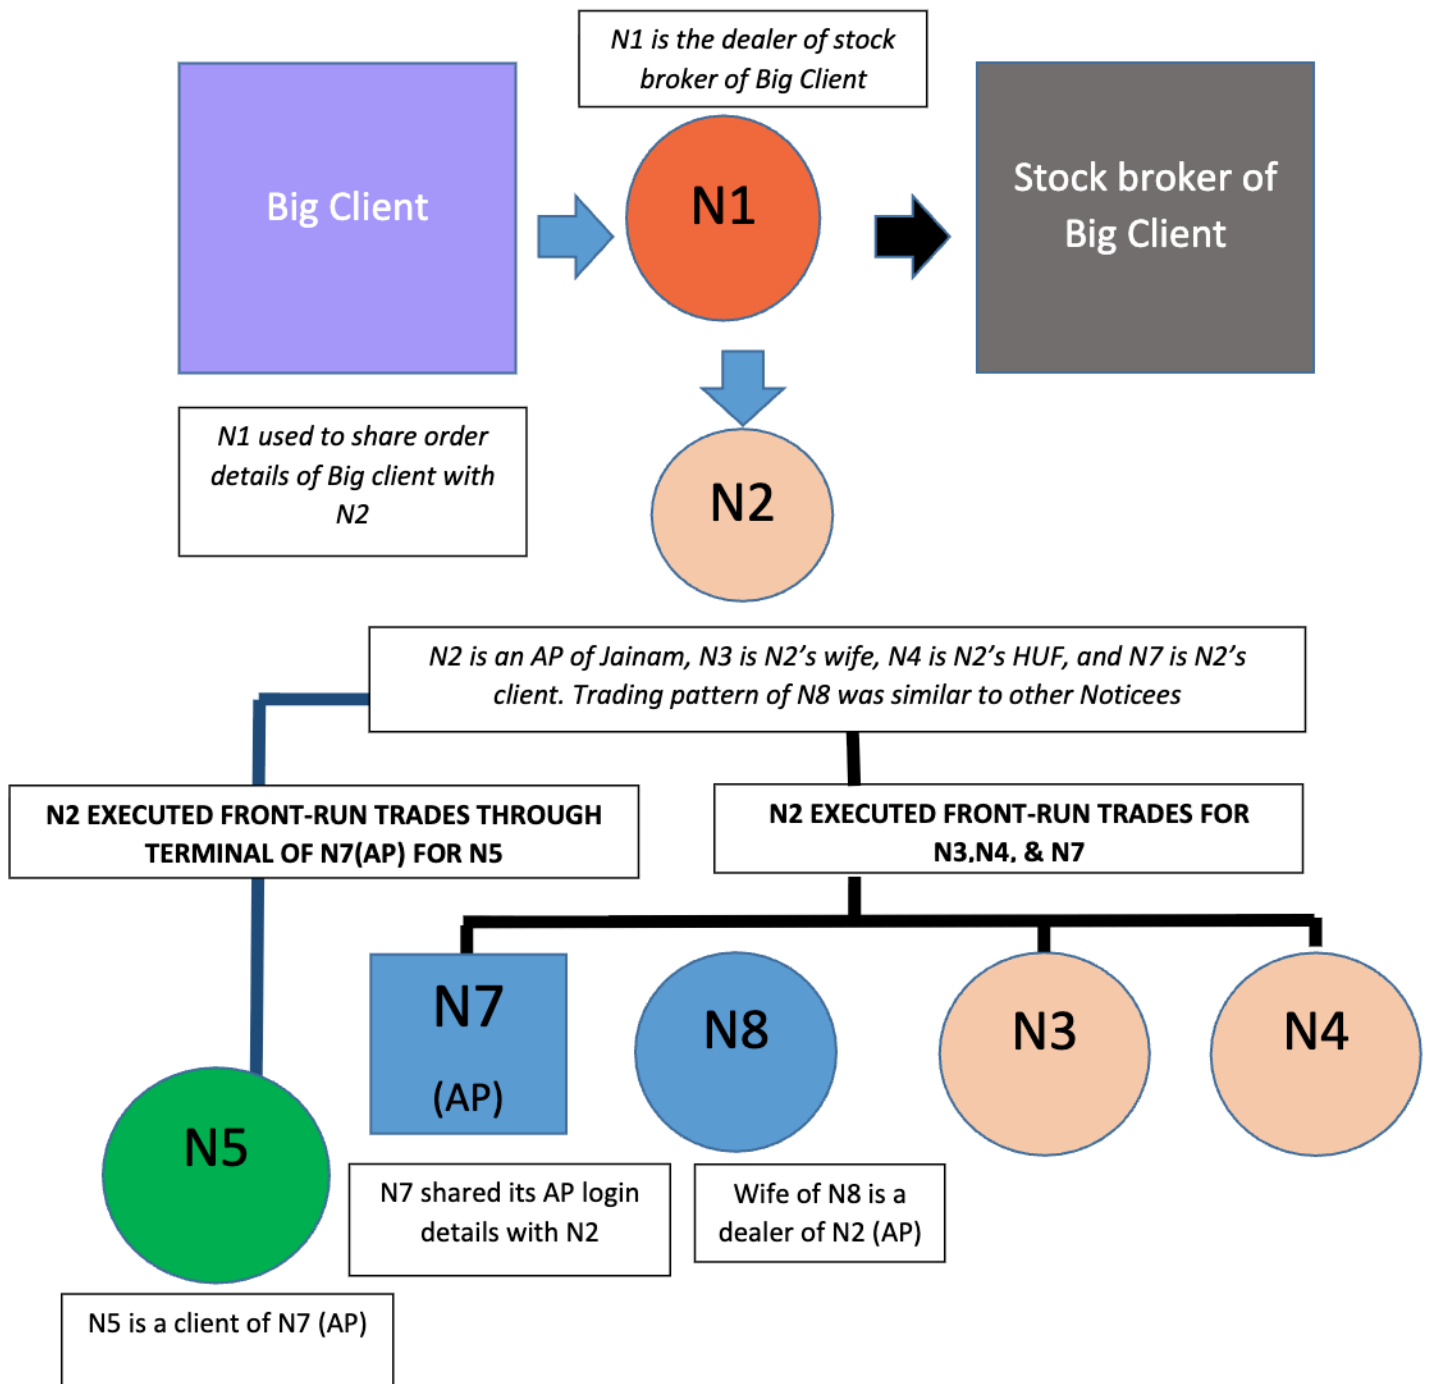 N1 is the dealer of stock
broker of Big Client
Big Client
N1
Stock broker of
Big Client
N1 used to share order
details of Big client with
N2
N2
N2 is an AP of Jainam, N3 is N2’s wife, N4 is N2’s HUF, and N7 is N2’s
client. Trading pattern of N8 was similar to other Noticees
N2 EXECUTED FRONT-RUN TRADES THROUGH
TERMINAL OF N7(AP) FOR N5
N2 EXECUTED FRONT-RUN TRADES FOR
N3,N4, & N7
N7
(AP)
N8
N3
N4
N5
N7 shared its AP login
details with N2
Wife of N8 is a
dealer of N2 (AP)
N5 is a client of N7 (AP)